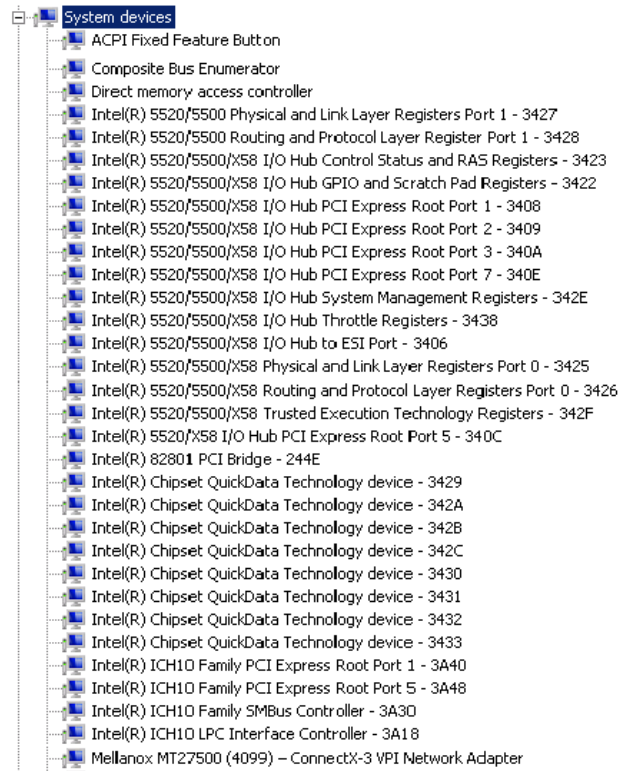 System devices
ACPI Fixed Feature Button
Composite Bus Enumerator
Direct memory access controller
Intel(R) 5520/5500 Physical and Link Layer Registers Port 1 - 3427
Intel(R) 5520/5500 Routing and Protocol Layer Register Port 1 - 3428
Intel(R) 5520/5500/X58 I/O Hub Control Status and RAS Registers - 3423
Intel(R) 5520/5500/X58 I/O Hub GPIO and Scratch Pad Registers - 3422
Intel(R) 5520/5500/X58 I/O Hub PCI Express Root Port 1 - 3408
Intel(R) 5520/5500/X58 I/O Hub PCI Express Root Port 2 - 3409
Intel(R) 5520/5500/X58 I/O Hub PCI Express Root Port 3 - 340A
Intel(R) 5520/5500/X58 I/O Hub PCI Express Root Port 7 - 340E
Intel(R) 5520/5500/X58 I/O Hub System Management Registers - 342E
Intel(R) 5520/5500/X58 I/O Hub Throttle Registers - 3438
Intel(R) 5520/5500/X58 I/O Hub to ESI Port - 3406
Intel(R) 5520/5500/X58 Physical and Link Layer Registers Port 0 - 3425
Intel(R) 5520/5500/X58 Routing and Protocol Layer Registers Port 0 - 3426
Intel(R) 5520/5500/X58 Trusted Execution Technology Registers - 342F
Intel(R) 5520/X58 I/O Hub PCI Express Root Port 5 - 340C
Intel(R) 82801 PCI Bridge - 244E
Intel(R) Chipset QuickData Technology device - 3429
Intel(R) Chipset QuickData Technology device - 342A
Intel(R) Chipset QuickData Technology device - 342B
Intel(R) Chipset QuickData Technology device - 342C
Intel(R) Chipset QuickData Technology device - 3430
Intel(R) Chipset QuickData Technology device - 3431
Intel(R) Chipset QuickData Technology device - 3432
Intel(R) Chipset QuickData Technology device - 3433
Intel(R) ICH10 Family PCI Express Root Port 1 - 3A40
Intel(R) ICH10 Family PCI Express Root Port 5 - 3A48
Intel(R) ICH10 Family SMBus Controller - 3A30
Intel(R) ICH10 LPC Interface Controller - 3A18
Mellanox MT27500 (4099) – ConnectX-3 VPI Network Adapter